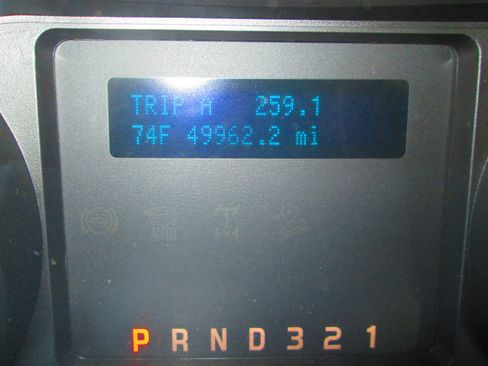 TRIP A 259.1
74F 49962.2 mi
P R N D 3 2 1